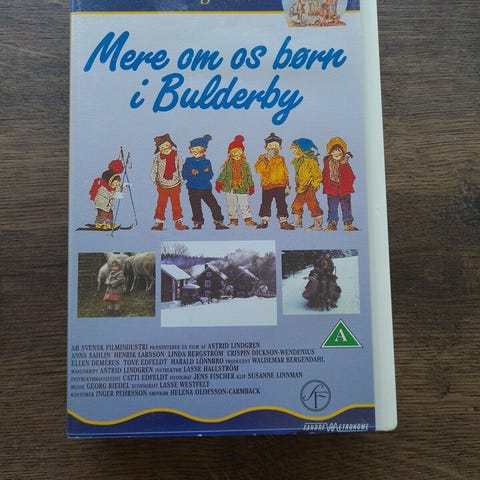 Mere om os børn
i Bulderby
A
AB SVENSK FILMINDUSTRI PRÆSENTERER EN FILM AF ASTRID LINDGREN
ANNA SAHLIN HENRIK LARSSON LINDA BERGSTRÖM CRISPIN DICKSON-WENDENIUS
ELLEN DEMERUS TOVE EDFELDT HARALD LÖNNBRO PRODUCENT WALDEMAR BERGENDAHL
MANUSKRIPT ASTRID LINDGREN INSTRUKTØR LASSE HALLSTRÖM
INSTRUKTØRASSISTENT CATTI EDFELDT FOTOGRAF JENS FISCHER KLIP SUSANNE LINNMAN
MUSIK GEORG RIEDEL SCENOGRAFI LASSE WESTFELT
KOSTUMER INGER PEHRSSON SMINKØR HELENA OLOFSSON-CARMBACK
SF
SANDREW METRONOME